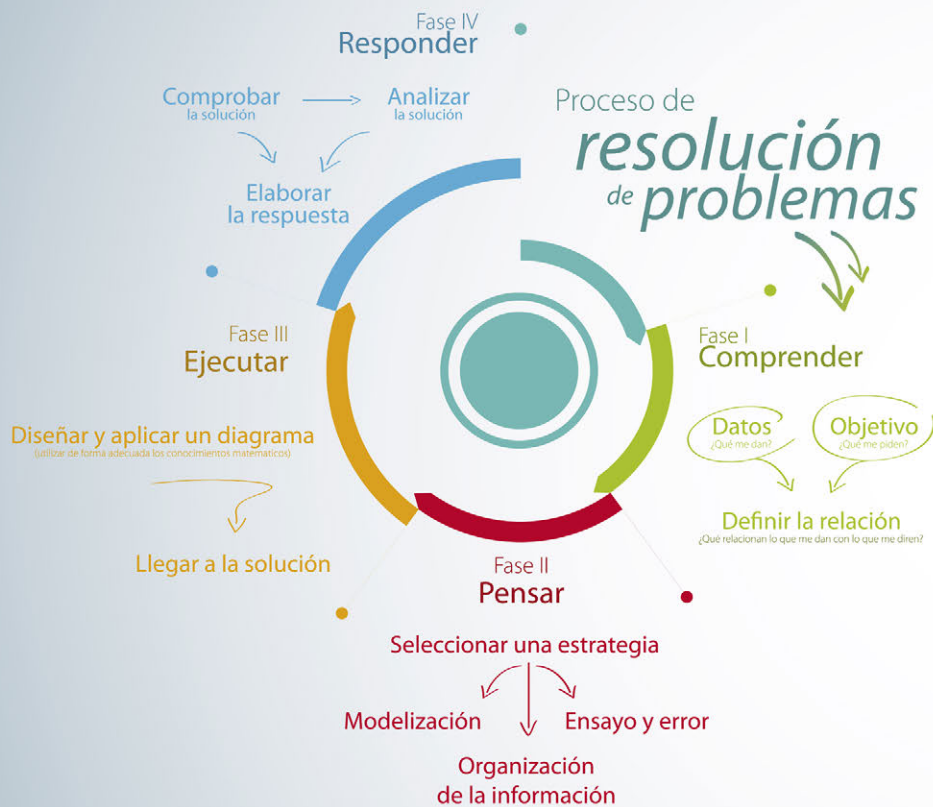 Proceso de
resolución
de problemas
Fase I
Comprender
Datos
¿Qué me dan?
Objetivo
¿Qué me piden?
Definir la relación
¿Qué relacionan lo que me dan con lo que me diren?
Fase II
Pensar
Seleccionar una estrategia
Modelización
Ensayo y error
Organización
de la información
Fase III
Ejecutar
Diseñar y aplicar un diagrama
(utilizar de forma adecuada los conocimientos matemáticos)
Llegar a la solución
Fase IV
Responder
Comprobar
la solución
Analizar
la solución
Elaborar
la respuesta